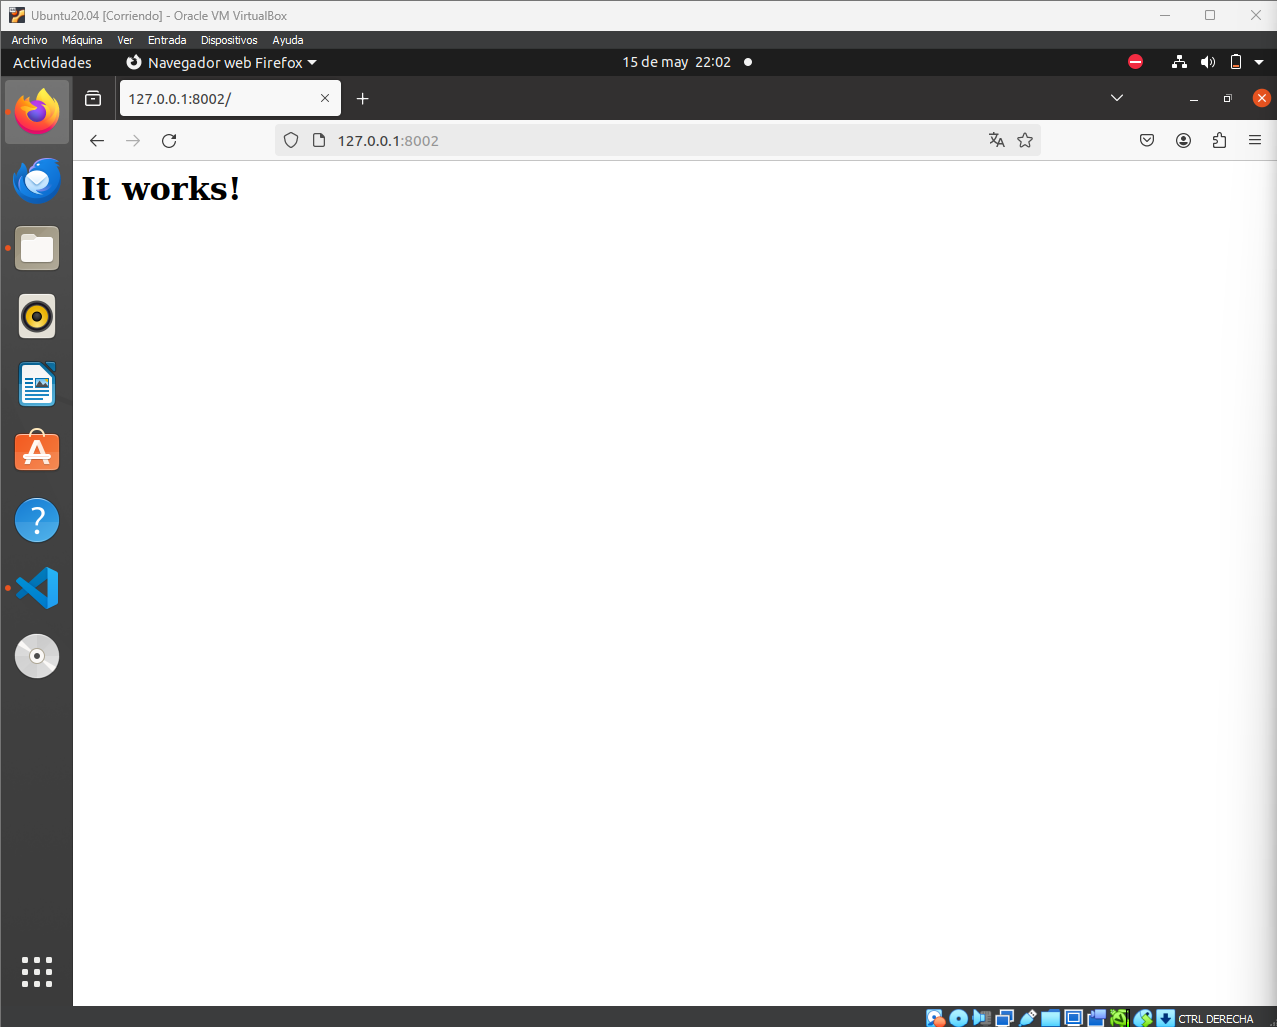 Ubuntu20.04 [Corriendo] - Oracle VM VirtualBox
Archivo Máquina Ver Entrada Dispositivos Ayuda
Actividades Navegador web Firefox 15 de may 22:02
127.0.0.1:8002/
127.0.0.1:8002
It works!
CTRL DERECHA